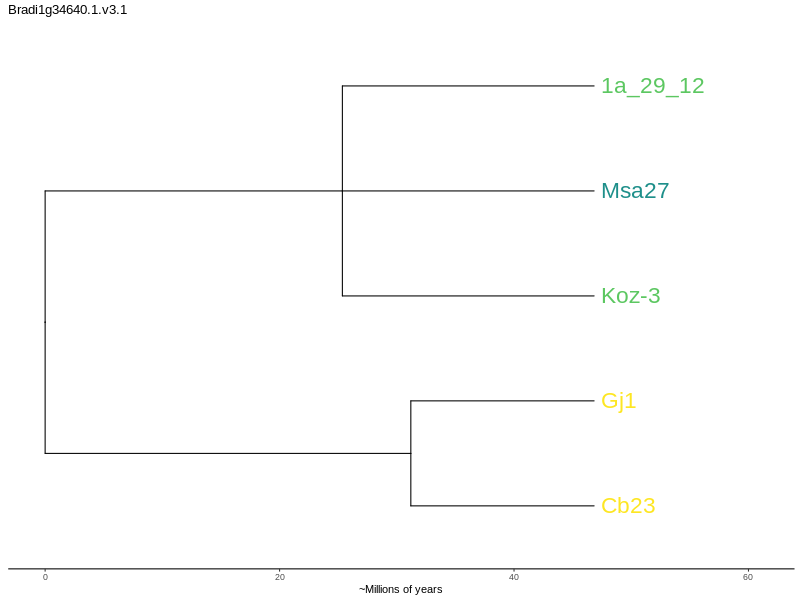 Bradi1g34640.1.v3.1
1a_29_12
Msa27
Koz-3
Gj1
Cb23
0 20 40 60
~Millions of years